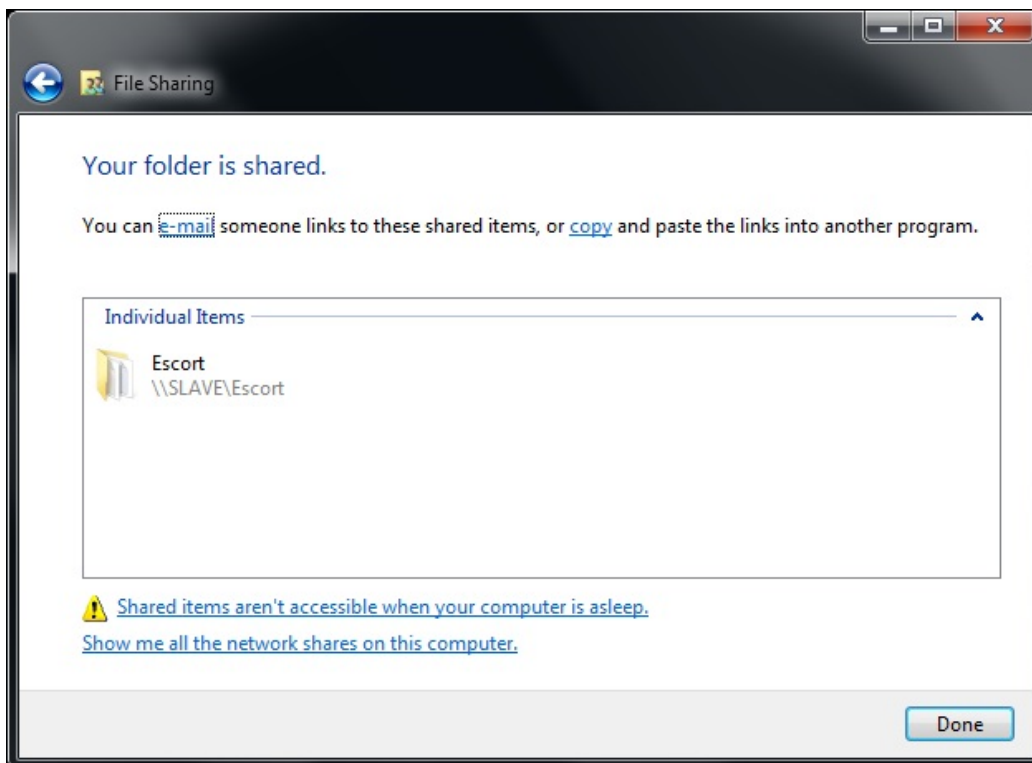 File Sharing
Your folder is shared.
You can e-mail someone links to these shared items, or copy and paste the links into another program.
Individual Items
Escort
\\SLAVE\Escort
Shared items aren't accessible when your computer is asleep.
Show me all the network shares on this computer.
Done